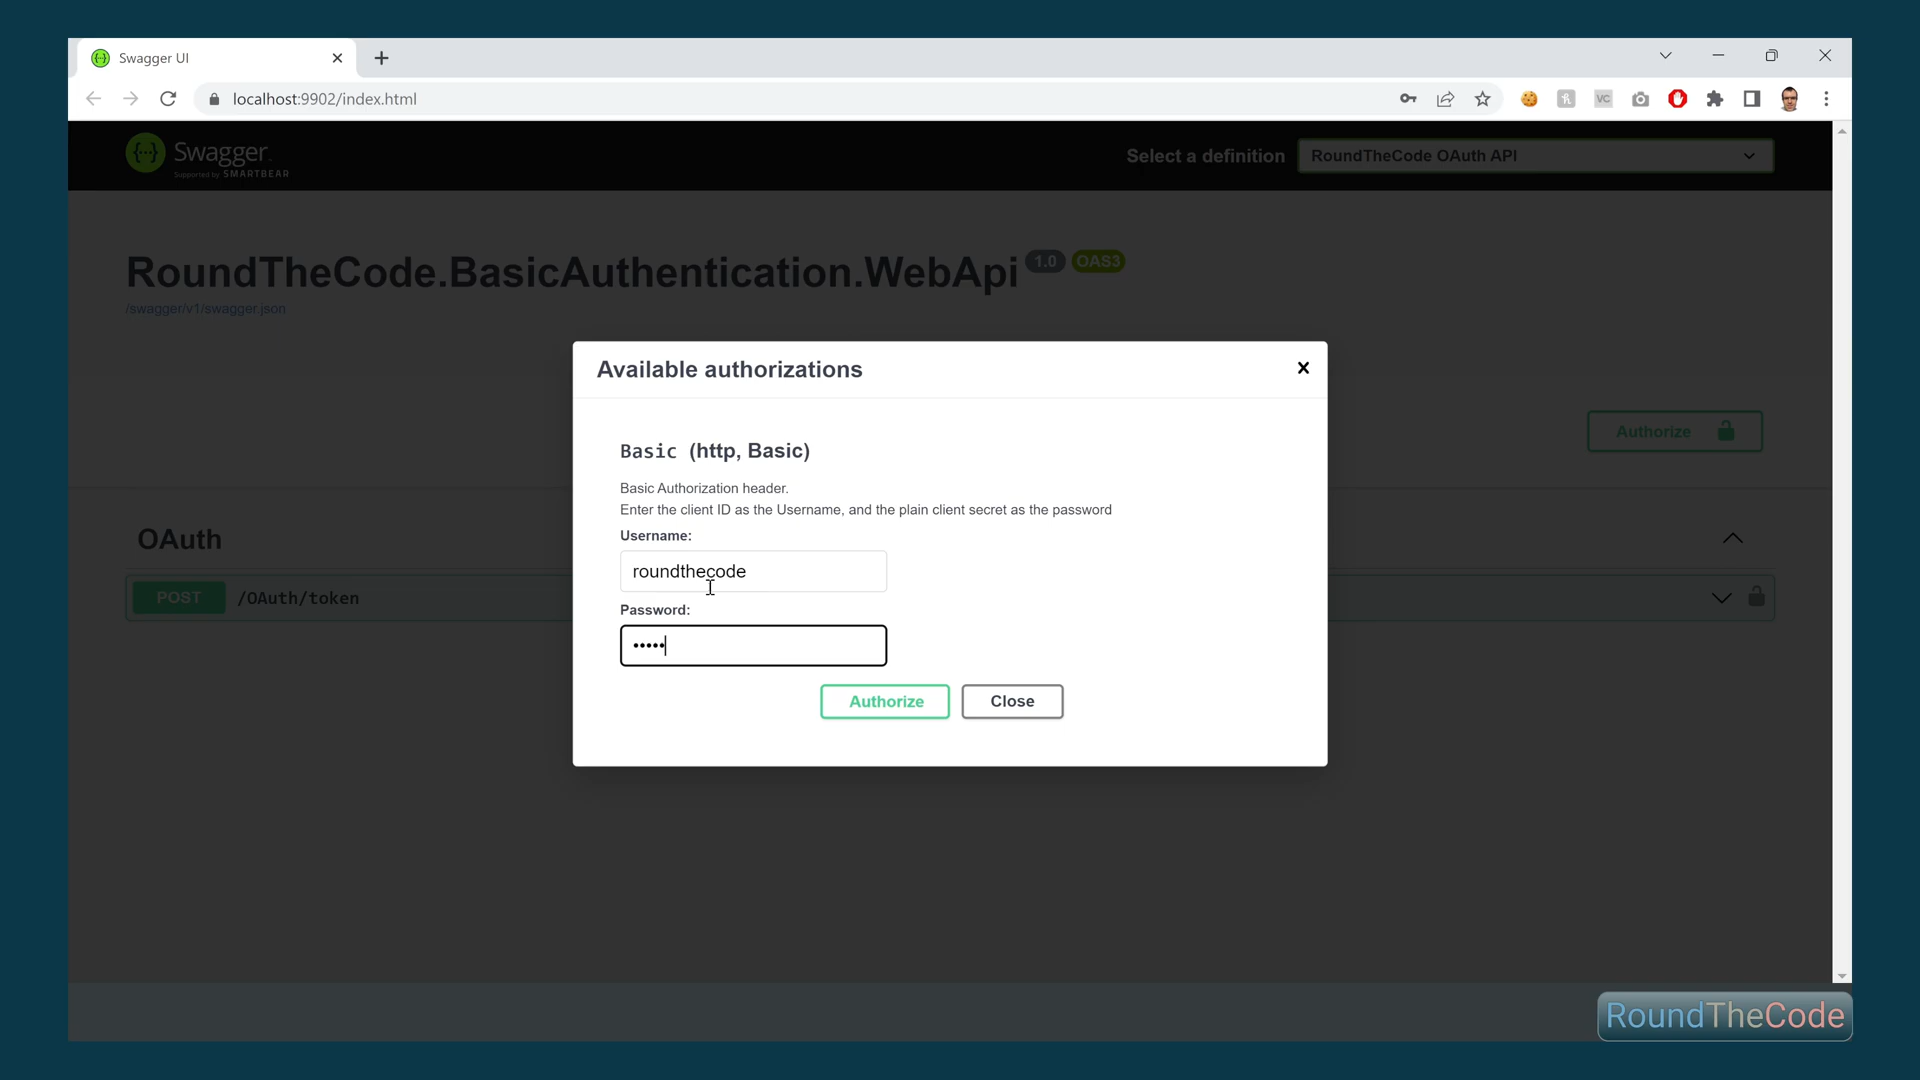 Swagger UI
localhost:9902/index.html
VC
{··} Swagger.
Supported by SMARTBEAR
Select a definition
RoundTheCode OAuth API
RoundTheCode.BasicAuthentication.WebApi 1.0 OAS3
/swagger/v1/swagger.json
Available authorizations
Authorize
Basic (http, Basic)
Basic Authorization header.
Enter the client ID as the Username, and the plain client secret as the password
Username:
roundthecode
Password:
•••••
Authorize Close
OAuth
POST /OAuth/token
RoundTheCode